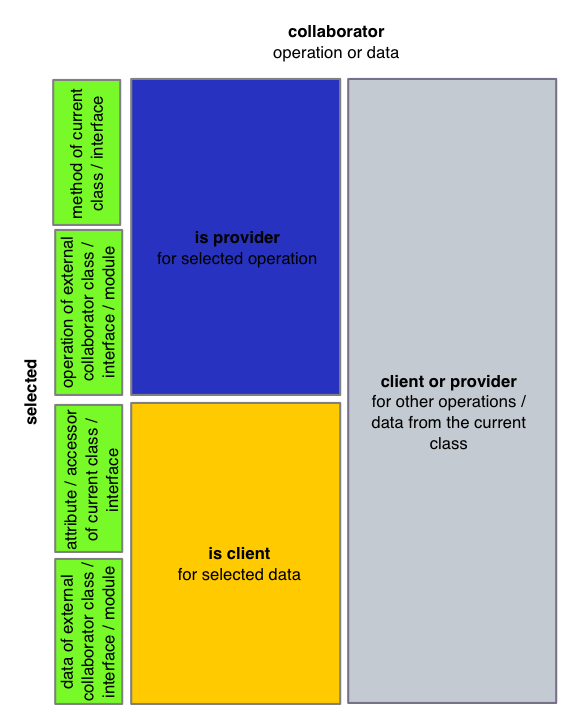 collaborator
operation or data
selected
method of current
class / interface
operation of external
collaborator class /
interface / module
attribute / accessor
of current class /
interface
data of external
collaborator class /
interface / module
is provider
for selected operation
is client
for selected data
client or provider
for other operations /
data from the current
class